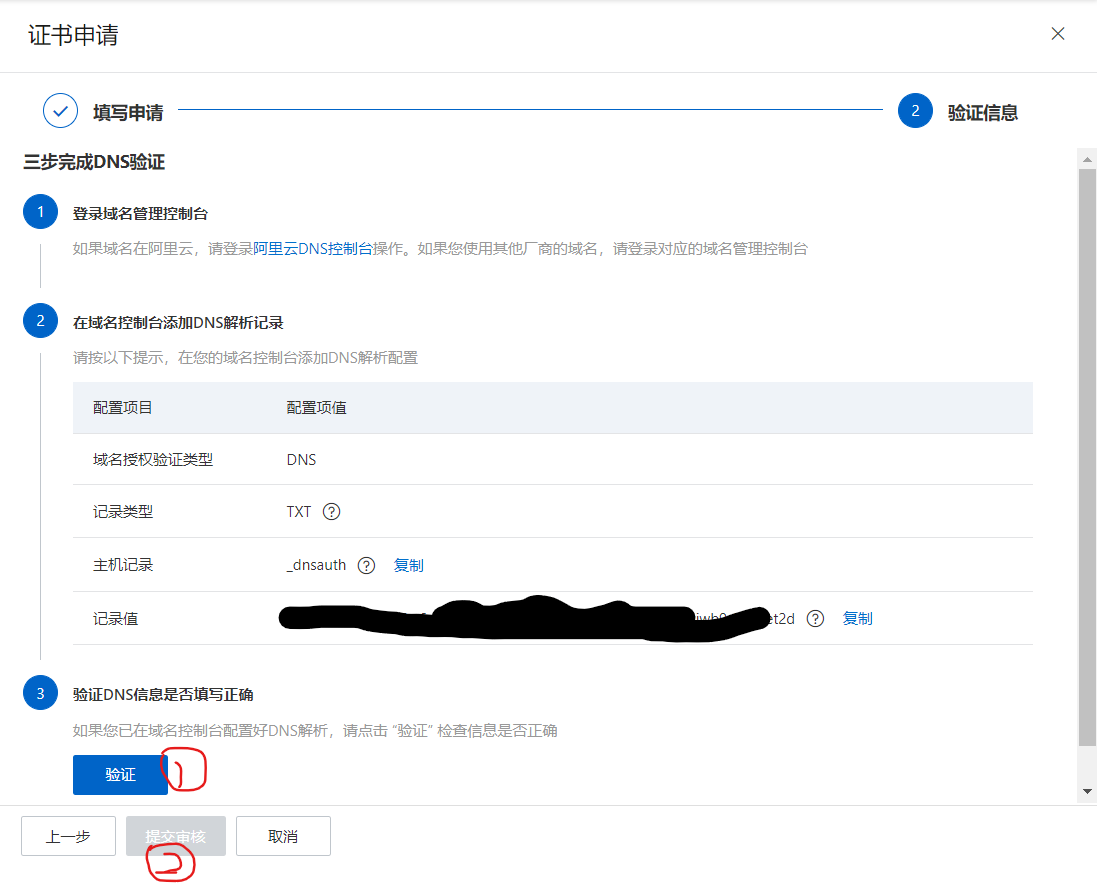 证书申请
填写申请
2 验证信息
三步完成DNS验证
1 登录域名管理控制台
如果域名在阿里云，请登录阿里云DNS控制台操作。如果您使用其他厂商的域名，请登录对应的域名管理控制台
2 在域名控制台添加DNS解析记录
请按以下提示，在您的域名控制台添加DNS解析配置
配置项目 配置项值
域名授权验证类型 DNS
记录类型 TXT ?
主机记录 _dnsauth ? 复制
记录值 et2d ? 复制
3 验证DNS信息是否填写正确
如果您已在域名控制台配置好DNS解析，请点击 “验证” 检查信息是否正确
验证 1
上一步 提交审核 取消
2